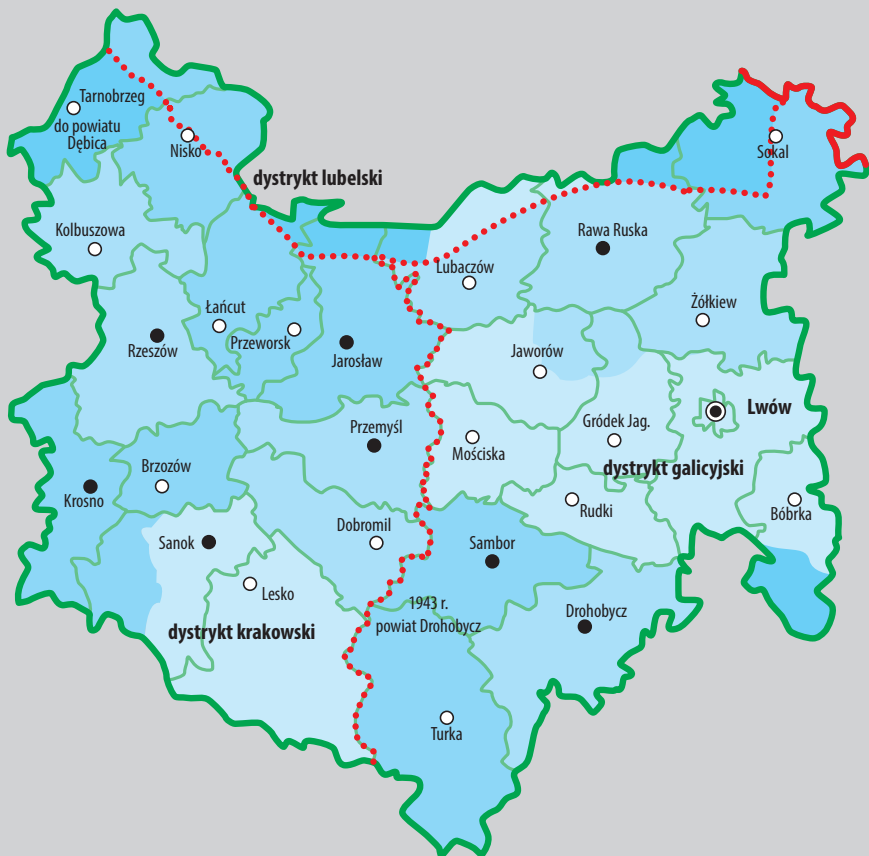 Tarnobrzeg
do powiatu
Dębica
Nisko
Sokal
dystrykt lubelski
Kolbuszowa
Rawa Ruska
Lubaczów
Łańcut
Żółkiew
Rzeszów
Przeworsk
Jarosław
Jaworów
Lwów
Przemyśl
Gródek Jag.
Mościska
dystrykt galicyjski
Brzozów
Krosno
Rudki
Bóbrka
Dobromil
Sanok
Sambor
Lesko
1943 r.
powiat Drohobycz
Drohobycz
dystrykt krakowski
Turka